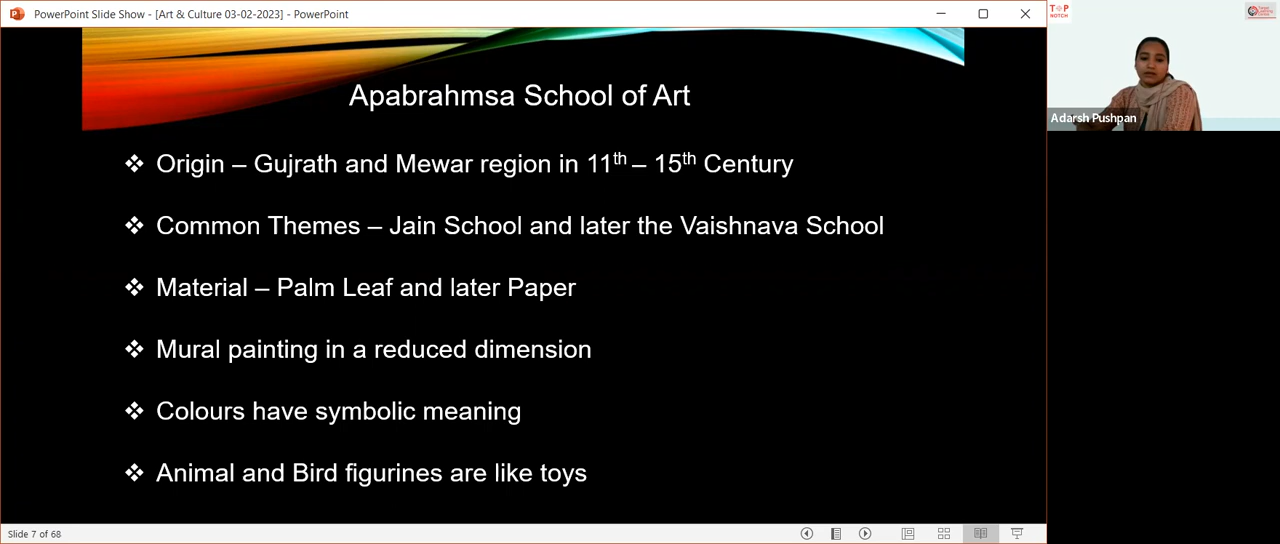 PowerPoint Slide Show - [Art & Culture 03-02-2023] - PowerPoint
T P
NOTCH
Adarsh Pushpan
Apabrahmsa School of Art
❖ Origin – Gujrath and Mewar region in 11th – 15th Century
❖ Common Themes – Jain School and later the Vaishnava School
❖ Material – Palm Leaf and later Paper
❖ Mural painting in a reduced dimension
❖ Colours have symbolic meaning
❖ Animal and Bird figurines are like toys
Slide 7 of 68